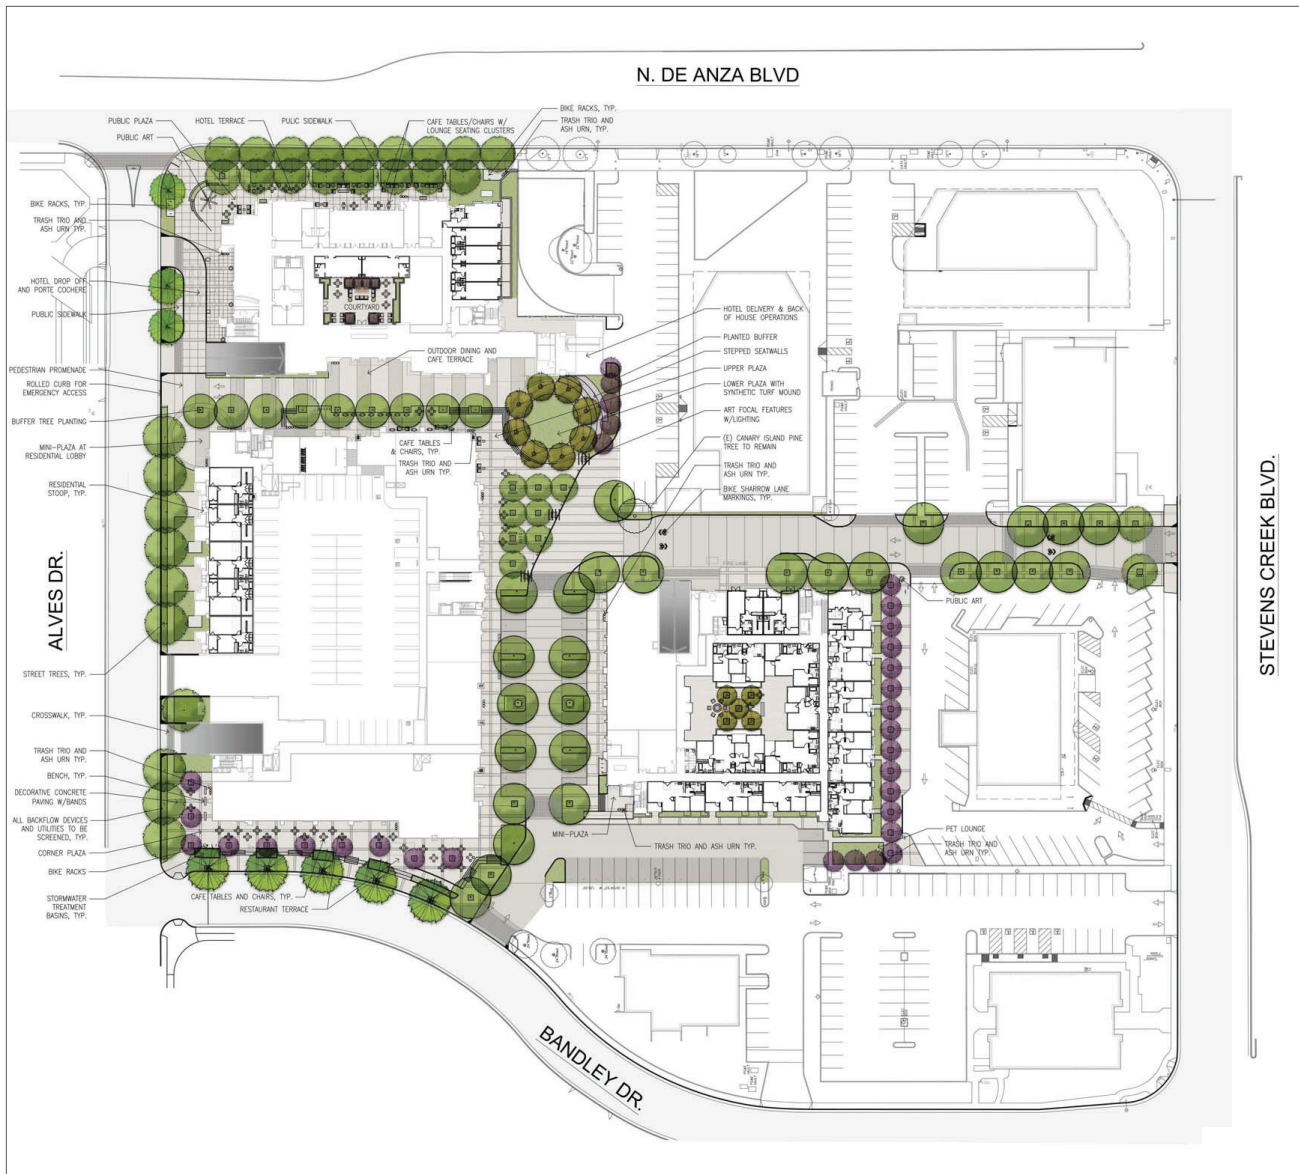 N. DE ANZA BLVD
PUBLIC PLAZA
PUBLIC ART
HOTEL TERRACE
PULIC SIDEWALK
CAFE TABLES/CHAIRS W/
LOUNGE SEATING CLUSTERS
BIKE RACKS, TYP.
TRASH TRIO AND
ASH URN, TYP.
BIKE RACKS, TYP.
TRASH TRIO AND
ASH URN TYP.
HOTEL DROP OFF
AND PORTE COCHERE
PUBLIC SIDEWALK
COURTYARD
OUTDOOR DINING AND
CAFE TERRACE
HOTEL DELIVERY & BACK
OF HOUSE OPERATIONS
PLANTED BUFFER
STEPPED SEATWALLS
UPPER PLAZA
LOWER PLAZA WITH
SYNTHETIC TURF MOUND
ART FOCAL FEATURES
W/LIGHTING
(E) CANARY ISLAND PINE
TREE TO REMAIN
TRASH TRIO AND
ASH URN TYP.
BIKE SHARROW LANE
MARKINGS, TYP.
PEDESTRIAN PROMENADE
ROLLED CURB FOR
EMERGENCY ACCESS
BUFFER TREE PLANTING
MINI-PLAZA AT
RESIDENTIAL LOBBY
RESIDENTIAL
STOOP, TYP.
CAFE TABLES
& CHAIRS, TYP.
TRASH TRIO AND
ASH URN TYP.
ALVES DR.
STEVENS CREEK BLVD.
PUBLIC ART
STREET TREES, TYP.
CROSSWALK, TYP.
TRASH TRIO AND
ASH URN TYP.
BENCH, TYP.
DECORATIVE CONCRETE
PAVING W/BANDS
ALL BACKFLOW DEVICES
AND UTILITIES TO BE
SCREENED, TYP.
CORNER PLAZA
BIKE RACKS
STORMWATER
TREATMENT
BASINS, TYP.
CAFE TABLES AND CHAIRS, TYP.
RESTAURANT TERRACE
MINI-PLAZA
TRASH TRIO AND ASH URN TYP.
PET LOUNGE
TRASH TRIO AND
ASH URN TYP.
BANDLEY DR.